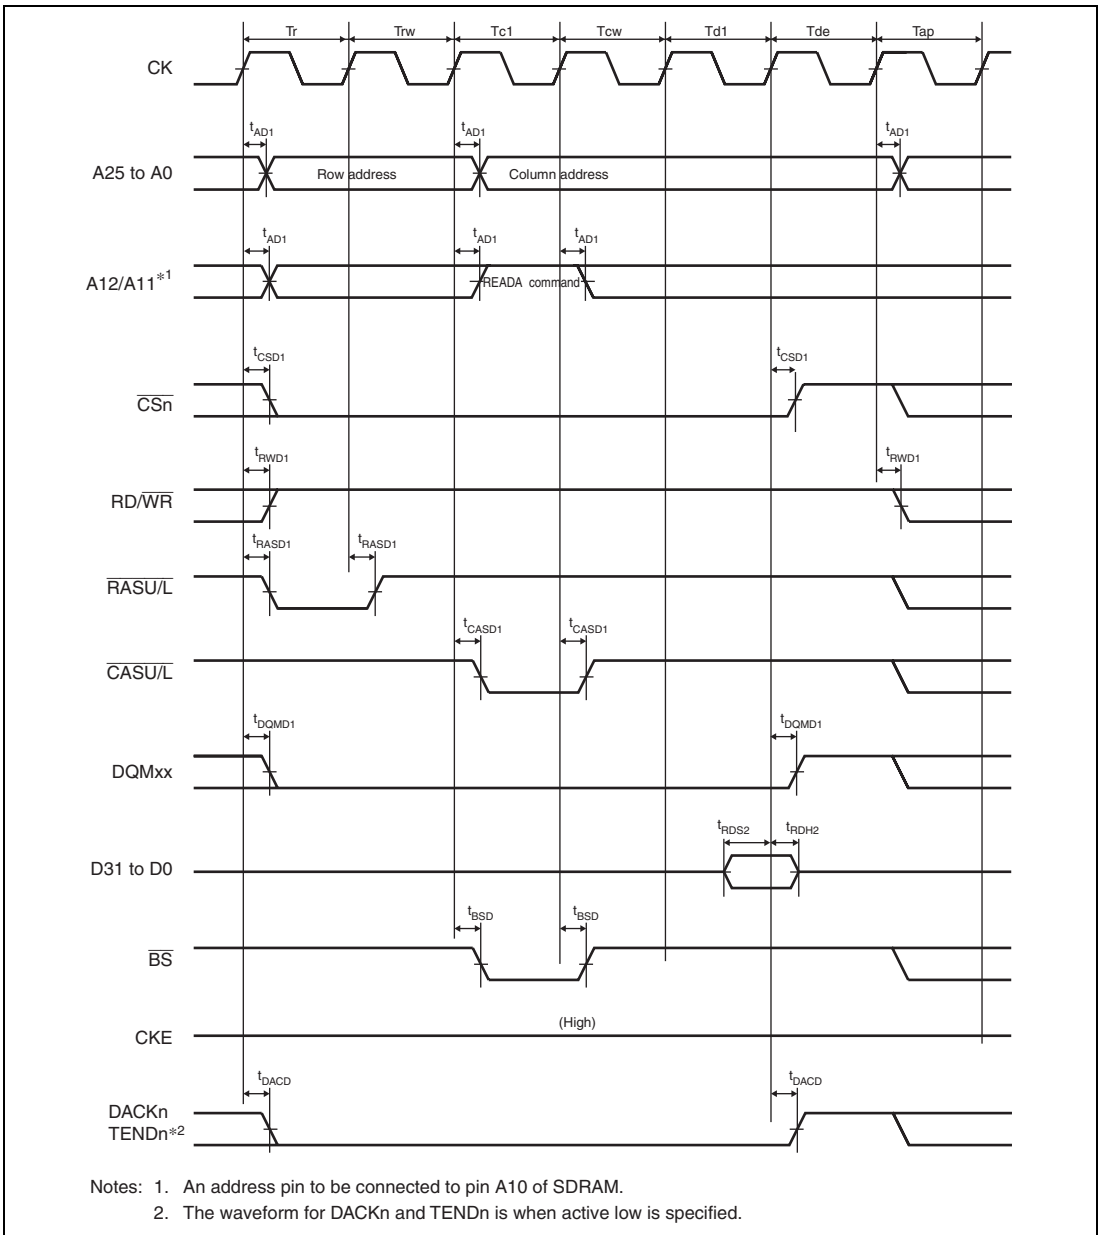 Tr Trw Tc1 Tcw Td1 Tde Tap
CK
tAD1 tAD1 tAD1
A25 to A0 Row address Column address
tAD1 tAD1 tAD1
A12/A11*1 READA command
tCSD1 tCSD1
CSn
tRWD1 tRWD1
RD/WR
tRASD1 tRASD1
RASU/L
tCASD1 tCASD1
CASU/L
tDQMD1 tDQMD1
DQMxx
tRDS2 tRDH2
D31 to D0
tBSD tBSD
BS
(High)
CKE
tDACD tDACD
DACKn
TENDn*2
Notes: 1. An address pin to be connected to pin A10 of SDRAM.
2. The waveform for DACKn and TENDn is when active low is specified.